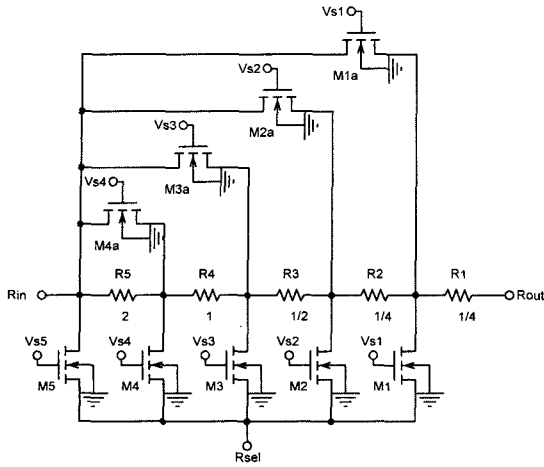 Vs1
M1a
Vs2
M2a
Vs3
M3a
Vs4
M4a
Rin
R5
R4
R3
R2
R1
Rout
2
1
1/2
1/4
1/4
Vs5
Vs4
Vs3
Vs2
Vs1
M5
M4
M3
M2
M1
Rsel